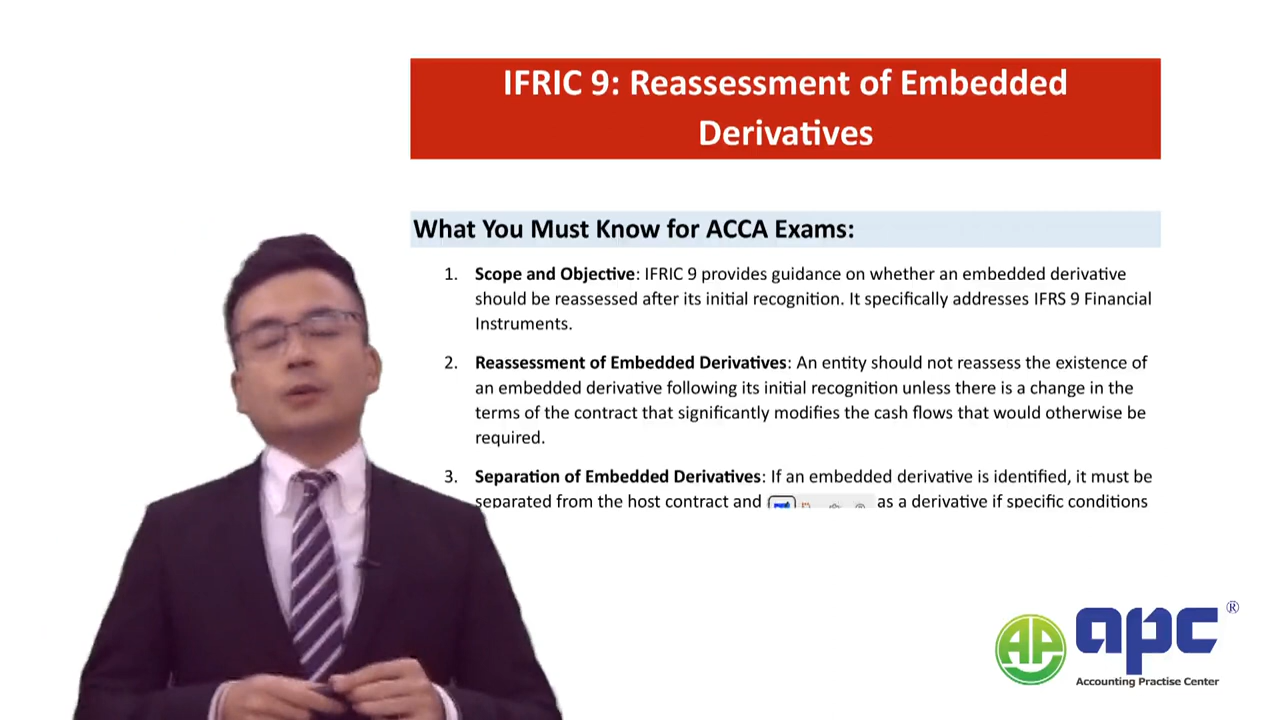 IFRIC 9: Reassessment of Embedded
Derivatives
What You Must Know for ACCA Exams:
1. Scope and Objective: IFRIC 9 provides guidance on whether an embedded derivative
should be reassessed after its initial recognition. It specifically addresses IFRS 9 Financial
Instruments.
2. Reassessment of Embedded Derivatives: An entity should not reassess the existence of
an embedded derivative following its initial recognition unless there is a change in the
terms of the contract that significantly modifies the cash flows that would otherwise be
required.
3. Separation of Embedded Derivatives: If an embedded derivative is identified, it must be
separated from the host contract and as a derivative if specific conditions
AP apc ®
Accounting Practise Center